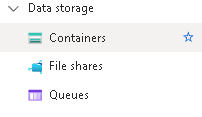 Data storage
Containers
File shares
Queues